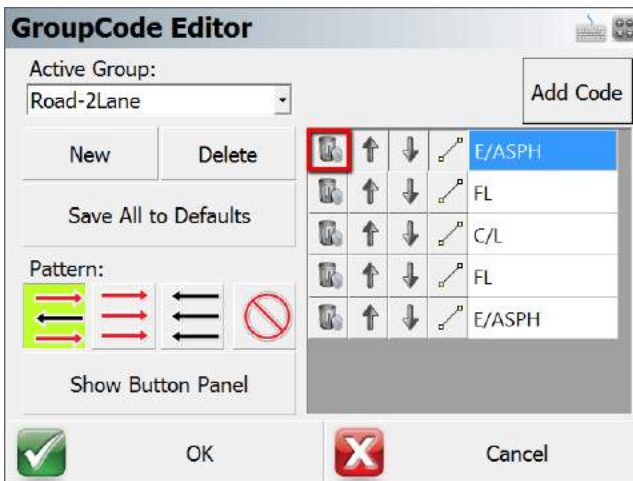 GroupCode Editor
Active Group:
Road-2Lane
Add Code
New
Delete
Save All to Defaults
Pattern:
Show Button Panel
E/ASPH
FL
C/L
FL
E/ASPH
OK
Cancel